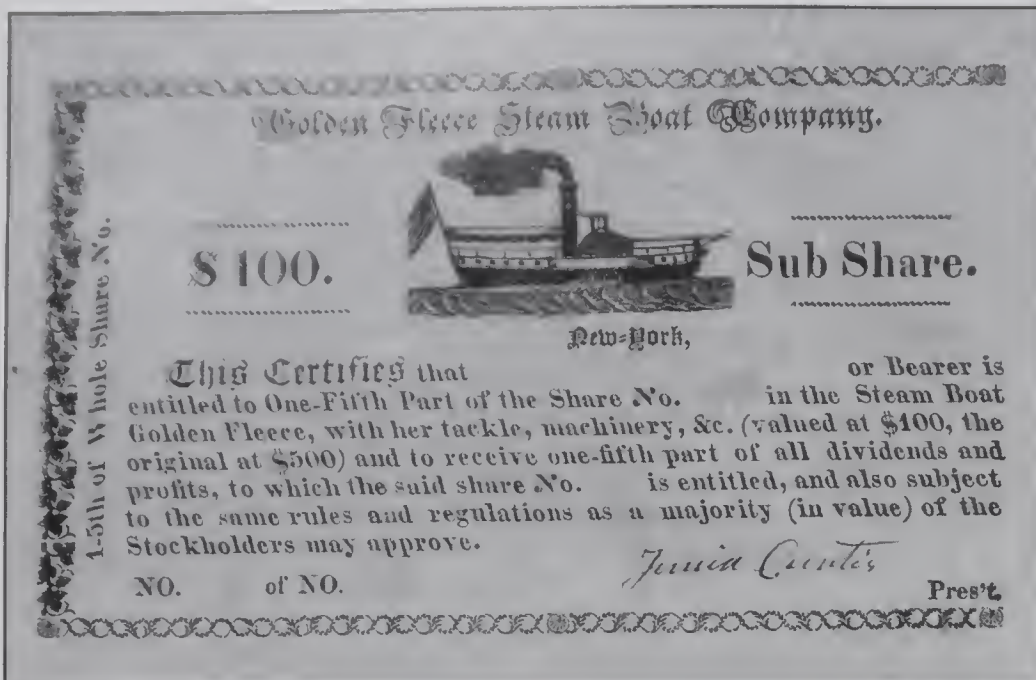 Golden Fleece Steam Boat Company.
$100.
Sub Share.
New-York,
1-5th of Whole Share No.
This Certifies that or Bearer is
entitled to One-Fifth Part of the Share No. in the Steam Boat
Golden Fleece, with her tackle, machinery, &c. (valued at $100, the
original at $500) and to receive one-fifth part of all dividends and
profits, to which the said share No. is entitled, and also subject
to the same rules and regulations as a majority (in value) of the
Stockholders may approve.
Curtis
NO. of NO.
Pres't.